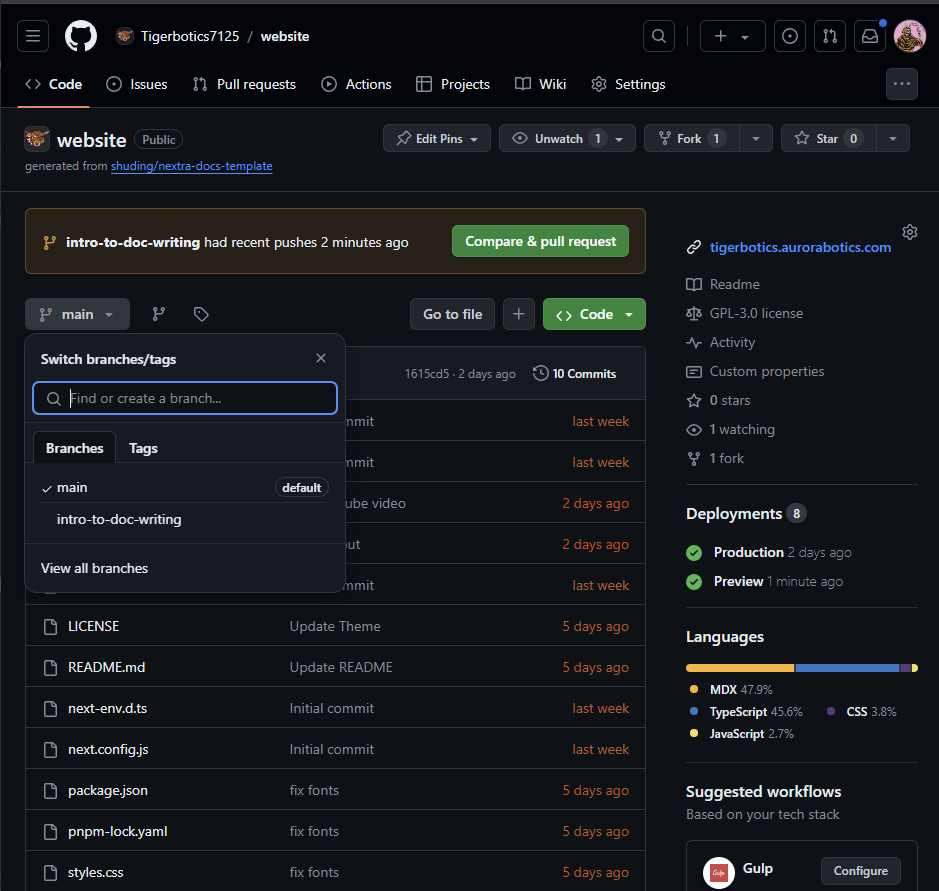 Tigerbotics7125 / website
Code Issues Pull requests Actions Projects Wiki Settings
website Public Edit Pins Unwatch 1 Fork 1 Star 0
generated from shuding/nextra-docs-template
intro-to-doc-writing had recent pushes 2 minutes ago Compare & pull request
main Go to file Code
Switch branches/tags
Find or create a branch...
Branches Tags
main default
intro-to-doc-writing
View all branches
1615cd5 · 2 days ago 10 Commits
mmit last week
mmit last week
ube video 2 days ago
out 2 days ago
mmit last week
LICENSE Update Theme 5 days ago
README.md Update README 5 days ago
next-env.d.ts Initial commit last week
next.config.js Initial commit last week
package.json fix fonts 5 days ago
pnpm-lock.yaml fix fonts 5 days ago
styles.css fix fonts 5 days ago
tigerbotics.aurorabotics.com
Readme
GPL-3.0 license
Activity
Custom properties
0 stars
1 watching
1 fork
Deployments 8
Production 2 days ago
Preview 1 minute ago
Languages
MDX 47.9%
TypeScript 45.6% CSS 3.8%
JavaScript 2.7%
Suggested workflows
Based on your tech stack
Gulp Configure